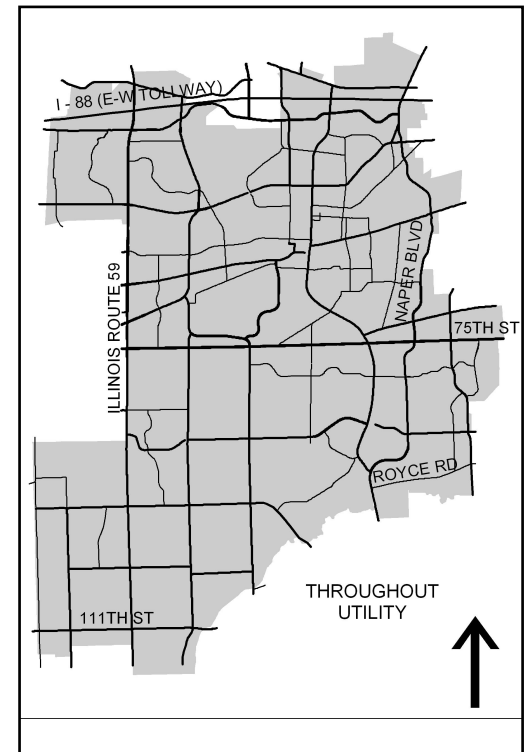 I - 88 (E-W TOLLWAY)
ILLINOIS ROUTE 59
NAPER BLVD
75TH ST
ROYCE RD
THROUGHOUT
UTILITY
111TH ST